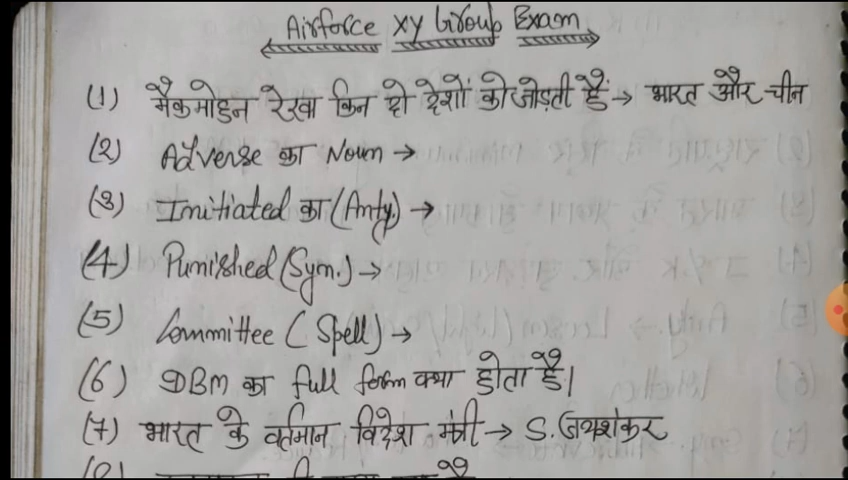 Airforce XY Group Exam
(1) मैकमोहन रेखा किन दो देशों को जोड़ती हैं → भारत और चीन
(2) Adverse का Noun →
(3) Initiated का (Anty.) →
(4) Punished (Sym.) →
(5) Committee ( Spell) →
(6) DBM का full form क्या होता है।
(7) भारत के वर्तमान विदेश मंत्री → S. जयशंकर